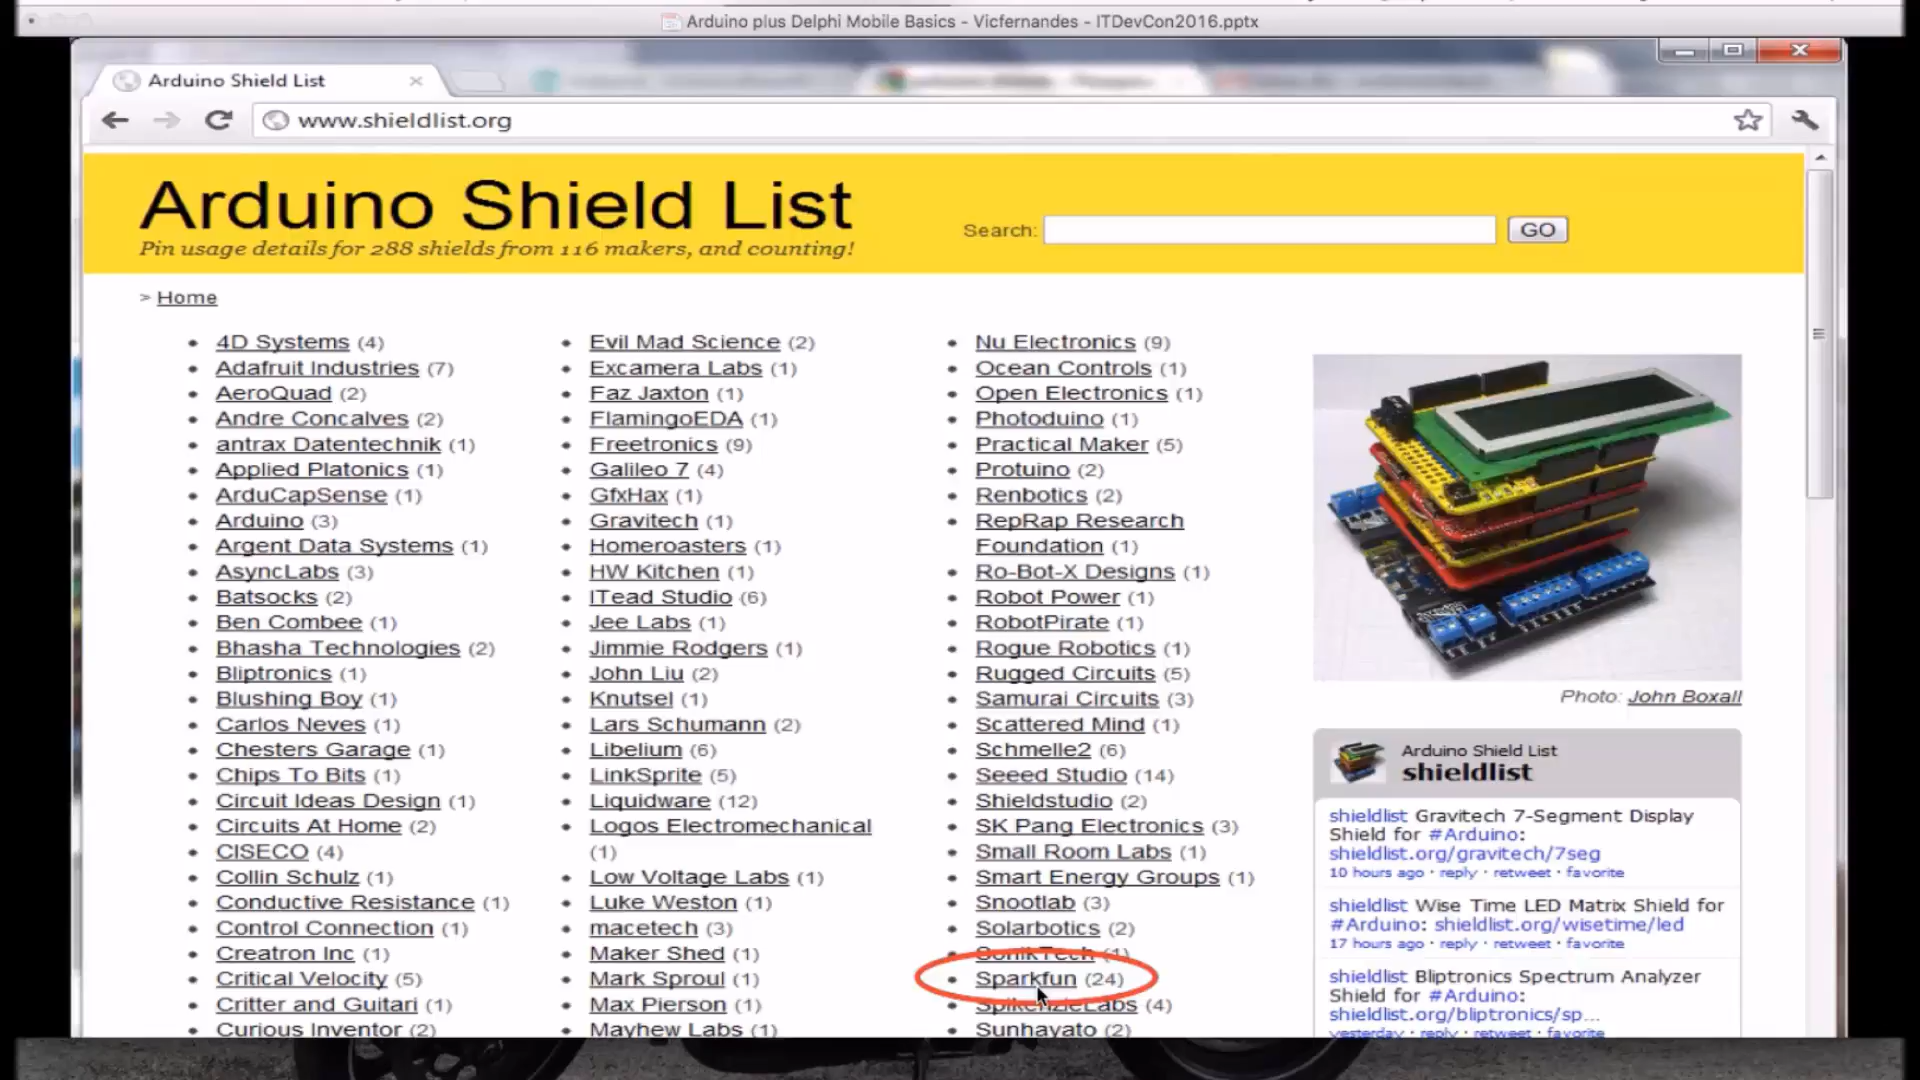 Arduino plus Delphi Mobile Basics - Vicfernandes - ITDevCon2016.pptx
Arduino Shield List
www.shieldlist.org
Arduino Shield List
Pin usage details for 288 shields from 116 makers, and counting!
Search:
GO
> Home
4D Systems (4)
Adafruit Industries (7)
AeroQuad (2)
Andre Concalves (2)
antrax Datentechnik (1)
Applied Platonics (1)
ArduCapSense (1)
Arduino (3)
Argent Data Systems (1)
AsyncLabs (3)
Batsocks (2)
Ben Combee (1)
Bhasha Technologies (2)
Bliptronics (1)
Blushing Boy (1)
Carlos Neves (1)
Chesters Garage (1)
Chips To Bits (1)
Circuit Ideas Design (1)
Circuits At Home (2)
CISECO (4)
Collin Schulz (1)
Conductive Resistance (1)
Control Connection (1)
Creatron Inc (1)
Critical Velocity (5)
Critter and Guitari (1)
Curious Inventor (2)
Evil Mad Science (2)
Excamera Labs (1)
Faz Jaxton (1)
FlamingoEDA (1)
Freetronics (9)
Galileo 7 (4)
GfxHax (1)
Gravitech (1)
Homeroasters (1)
HW Kitchen (1)
ITead Studio (6)
Jee Labs (1)
Jimmie Rodgers (1)
John Liu (2)
Knutsel (1)
Lars Schumann (2)
Libelium (6)
LinkSprite (5)
Liquidware (12)
Logos Electromechanical
(1)
Low Voltage Labs (1)
Luke Weston (1)
macetech (3)
Maker Shed (1)
Mark Sproul (1)
Max Pierson (1)
Mayhew Labs (1)
Nu Electronics (9)
Ocean Controls (1)
Open Electronics (1)
Photoduino (1)
Practical Maker (5)
Protuino (2)
Renbotics (2)
RepRap Research
Foundation (1)
Ro-Bot-X Designs (1)
Robot Power (1)
RobotPirate (1)
Rogue Robotics (1)
Rugged Circuits (5)
Samurai Circuits (3)
Scattered Mind (1)
Schmelle2 (6)
Seeed Studio (14)
Shieldstudio (2)
SK Pang Electronics (3)
Small Room Labs (1)
Smart Energy Groups (1)
Snootlab (3)
Solarbotics (2)
SonikTech (1)
Sparkfun (24)
SpikenzieLabs (4)
Sunhayato (2)
Photo: John Boxall
Arduino Shield List
shieldlist
shieldlist Gravitech 7-Segment Display
Shield for #Arduino:
shieldlist.org/gravitech/7seg
10 hours ago · reply · retweet · favorite
shieldlist Wise Time LED Matrix Shield for
#Arduino: shieldlist.org/wisetime/led
17 hours ago · reply · retweet · favorite
shieldlist Bliptronics Spectrum Analyzer
Shield for #Arduino:
shieldlist.org/bliptronics/sp...
yesterday · reply · retweet · favorite